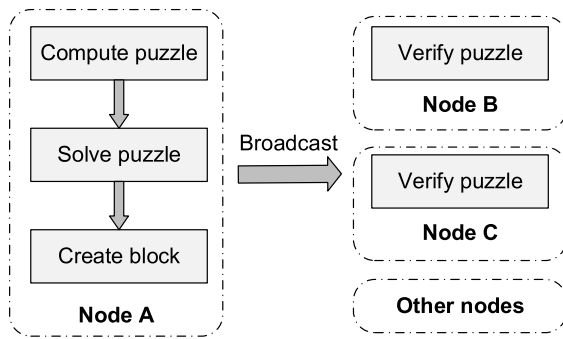 Compute puzzle
Solve puzzle
Create block
Node A
Broadcast
Verify puzzle
Node B
Verify puzzle
Node C
Other nodes